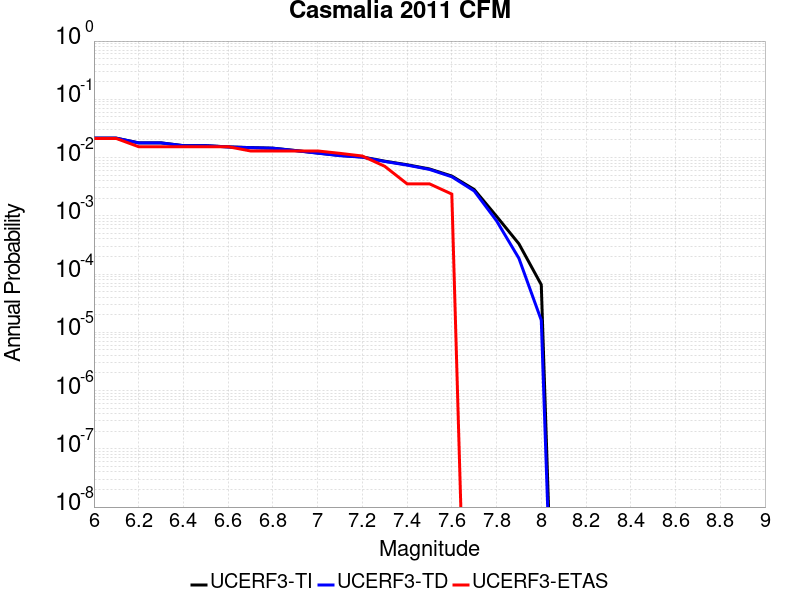 Casmalia 2011 CFM
10^0
10^-1
10^-2
10^-3
10^-4
10^-5
10^-6
10^-7
10^-8
Annual Probability
6 6.2 6.4 6.6 6.8 7 7.2 7.4 7.6 7.8 8 8.2 8.4 8.6 8.8 9
Magnitude
UCERF3-TI UCERF3-TD UCERF3-ETAS